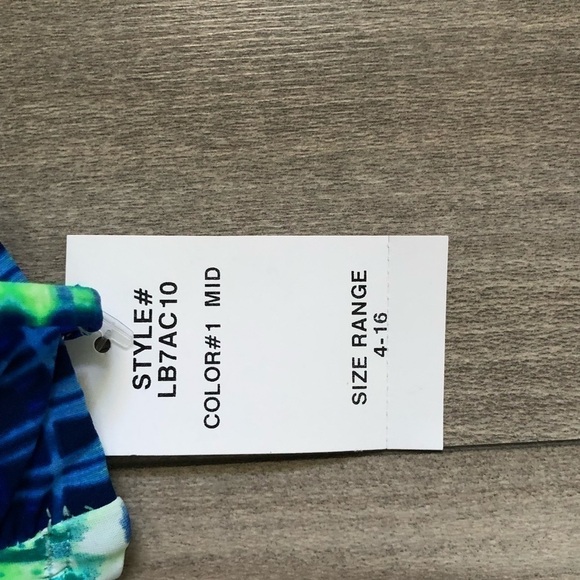 STYLE#
LB7AC10
COLOR#1 MID
SIZE RANGE
4-16